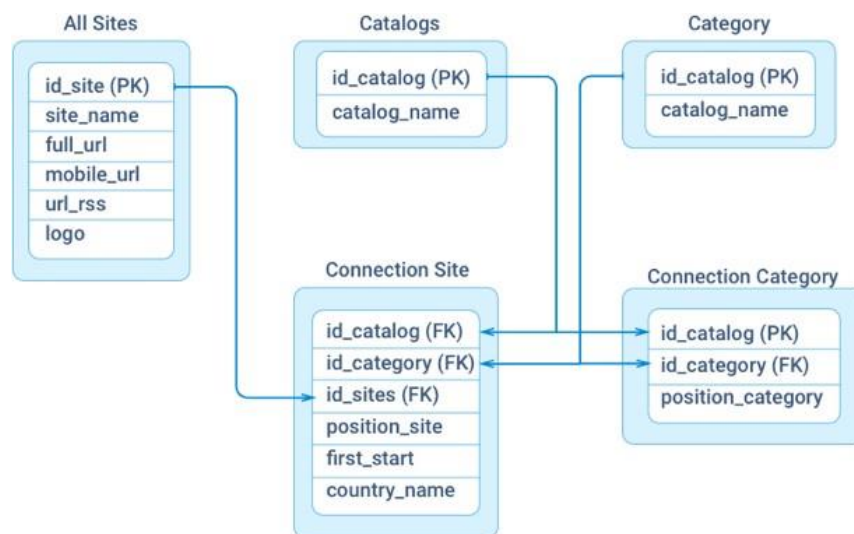 All Sites
id_site (PK)
site_name
full_url
mobile_url
url_rss
logo
Catalogs
id_catalog (PK)
catalog_name
Category
id_catalog (PK)
catalog_name
Connection Site
id_catalog (FK)
id_category (FK)
id_sites (FK)
position_site
first_start
country_name
Connection Category
id_catalog (PK)
id_category (FK)
position_category